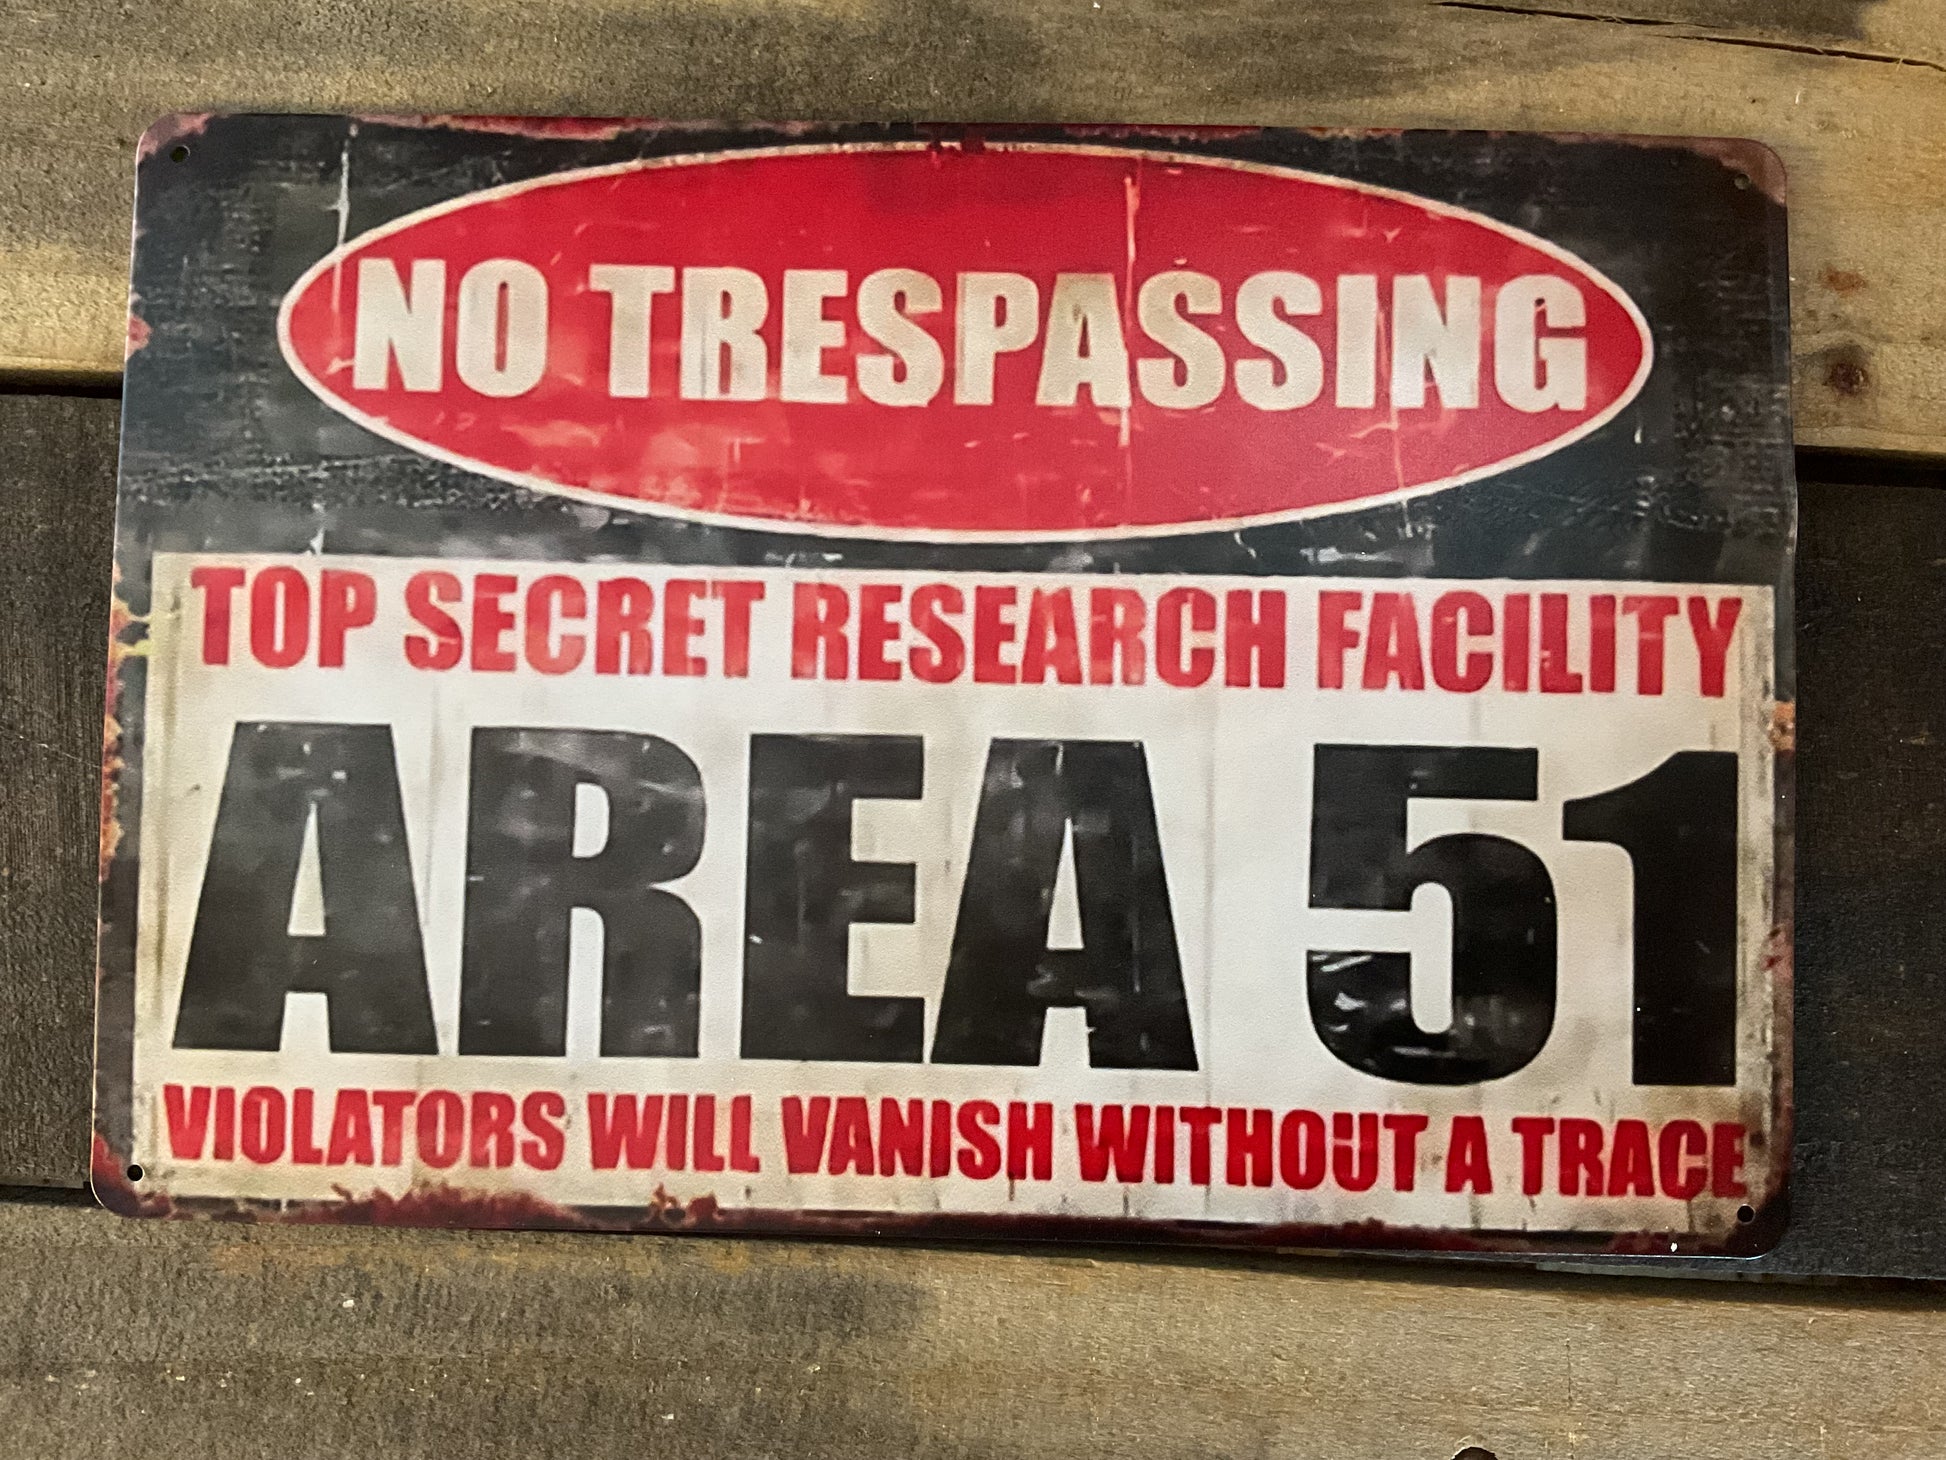 NO TRESPASSING
TOP SECRET RESEARCH FACILITY
AREA 51
VIOLATORS WILL VANISH WITHOUT A TRACE